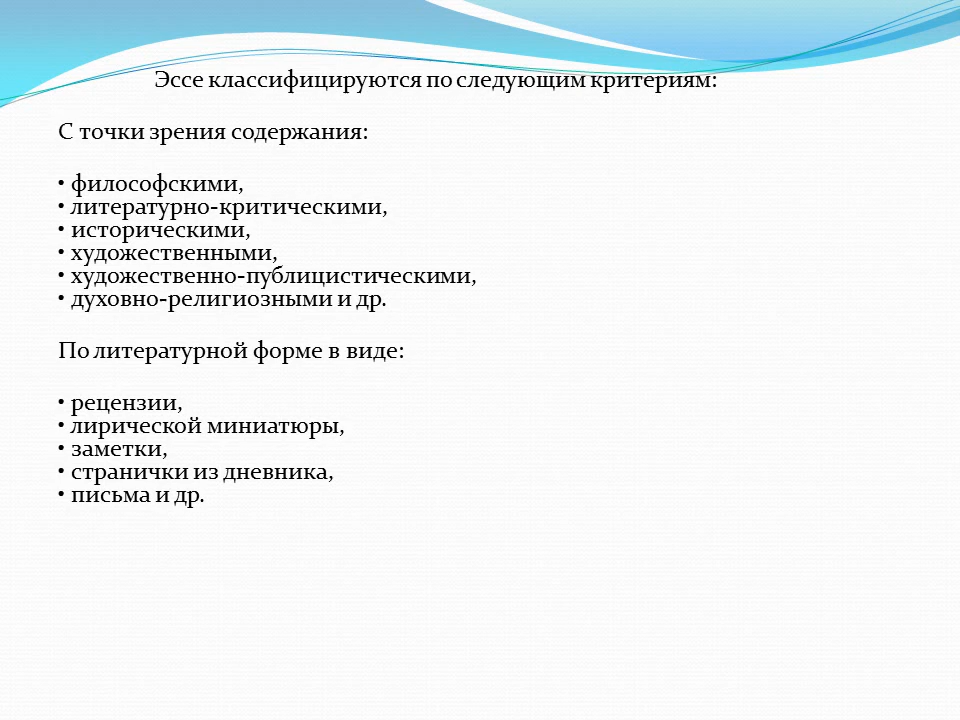 Эссе классифицируются по следующим критериям:
С точки зрения содержания:
• философскими,
• литературно-критическими,
• историческими,
• художественными,
• художественно-публицистическими,
• духовно-религиозными и др.
По литературной форме в виде:
• рецензии,
• лирической миниатюры,
• заметки,
• странички из дневника,
• письма и др.